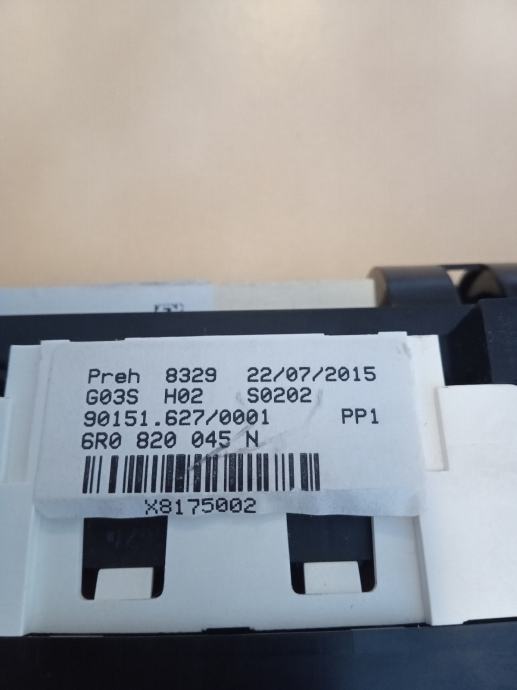 Preh 8329 22/07/2015
G03S H02 S0202
90151.627/0001 PP1
6R0 820 045 N
X8175002